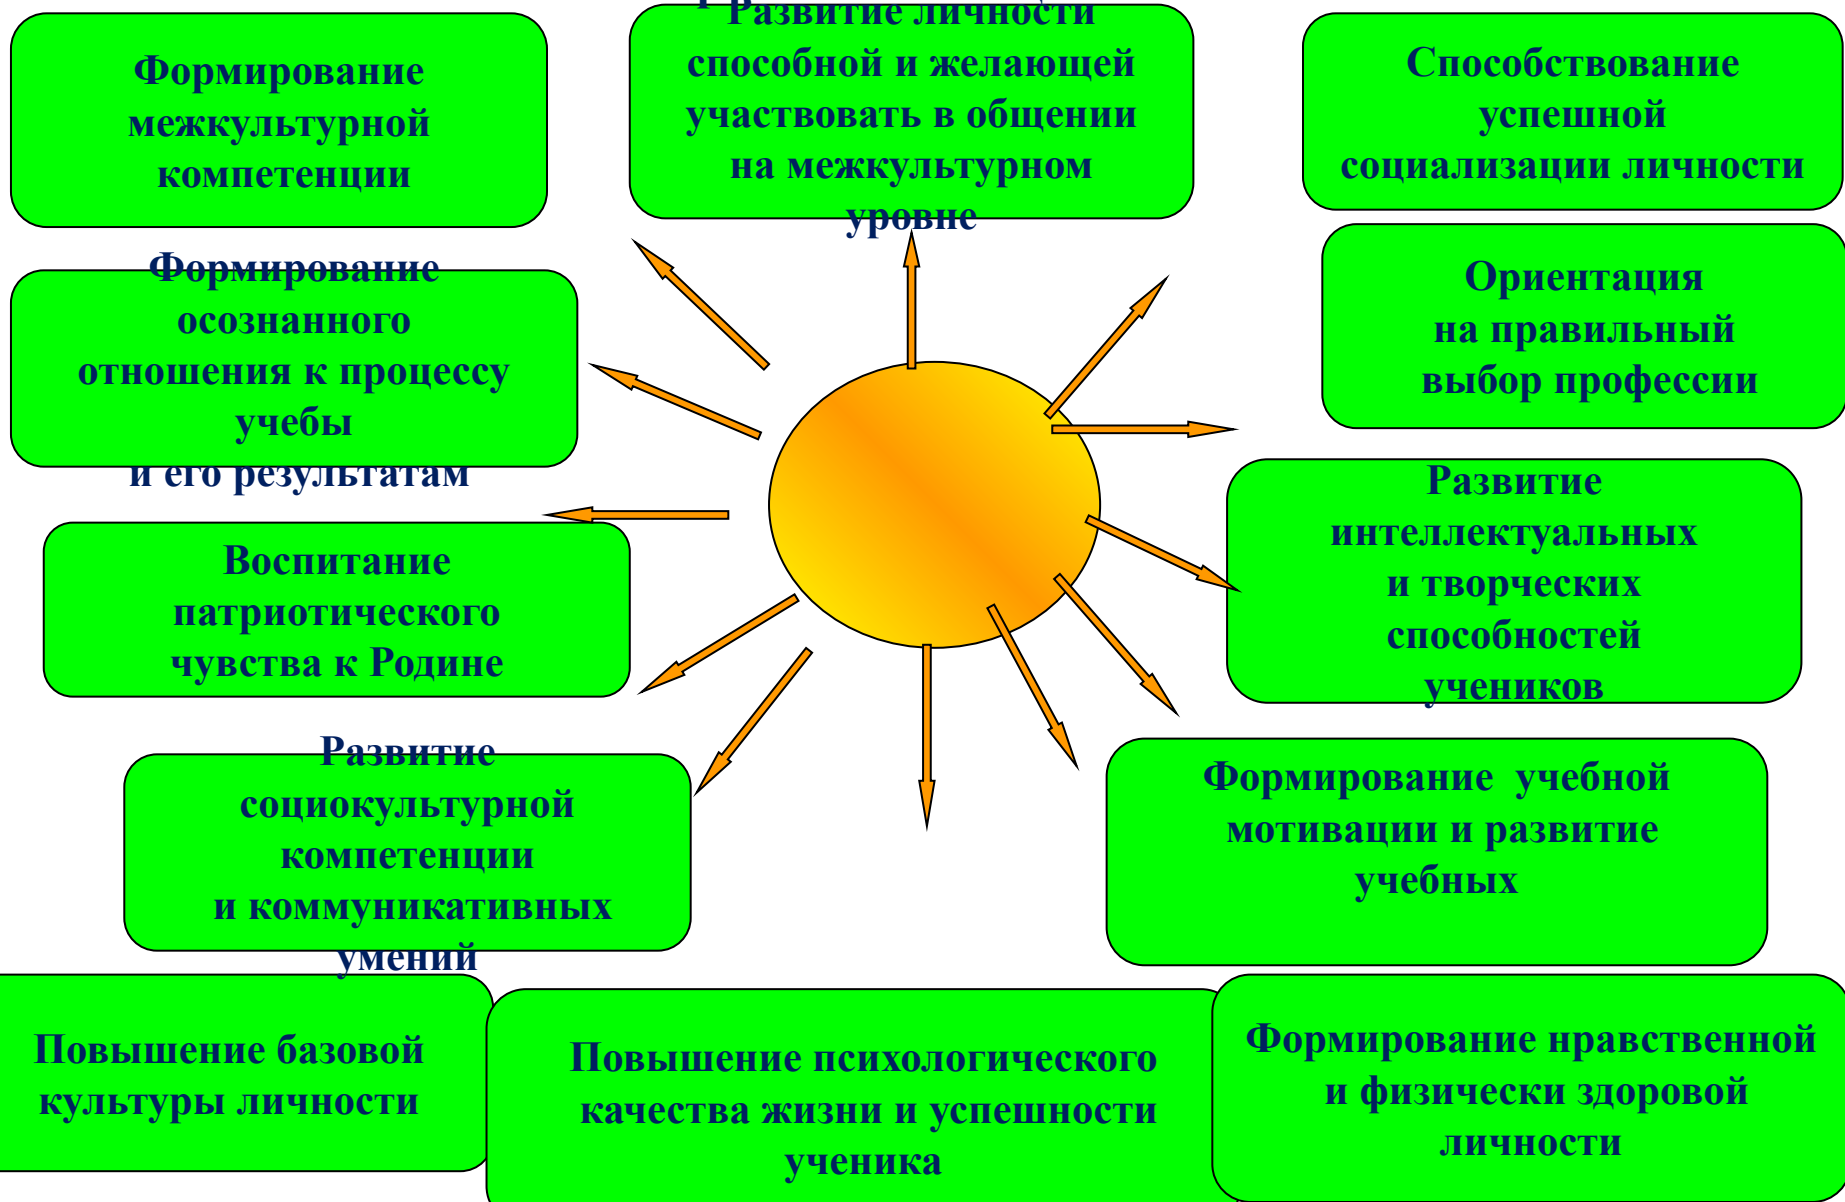 Формирование
межкультурной
компетенции
Развитие личности
способной и желающей
участвовать в общении
на межкультурном
уровне
Способствование
успешной
социализации личности
Ориентация
на правильный
выбор профессии
Формирование
осознанного
отношения к процессу
учебы
и его результатам
Развитие
интеллектуальных
и творческих
способностей
учеников
Воспитание
патриотического
чувства к Родине
Развитие
социокультурной
компетенции
и коммуникативных
умений
Формирование учебной
мотивации и развитие
учебных
Повышение базовой
культуры личности
Повышение психологического
качества жизни и успешности
ученика
Формирование нравственной
и физически здоровой
личности